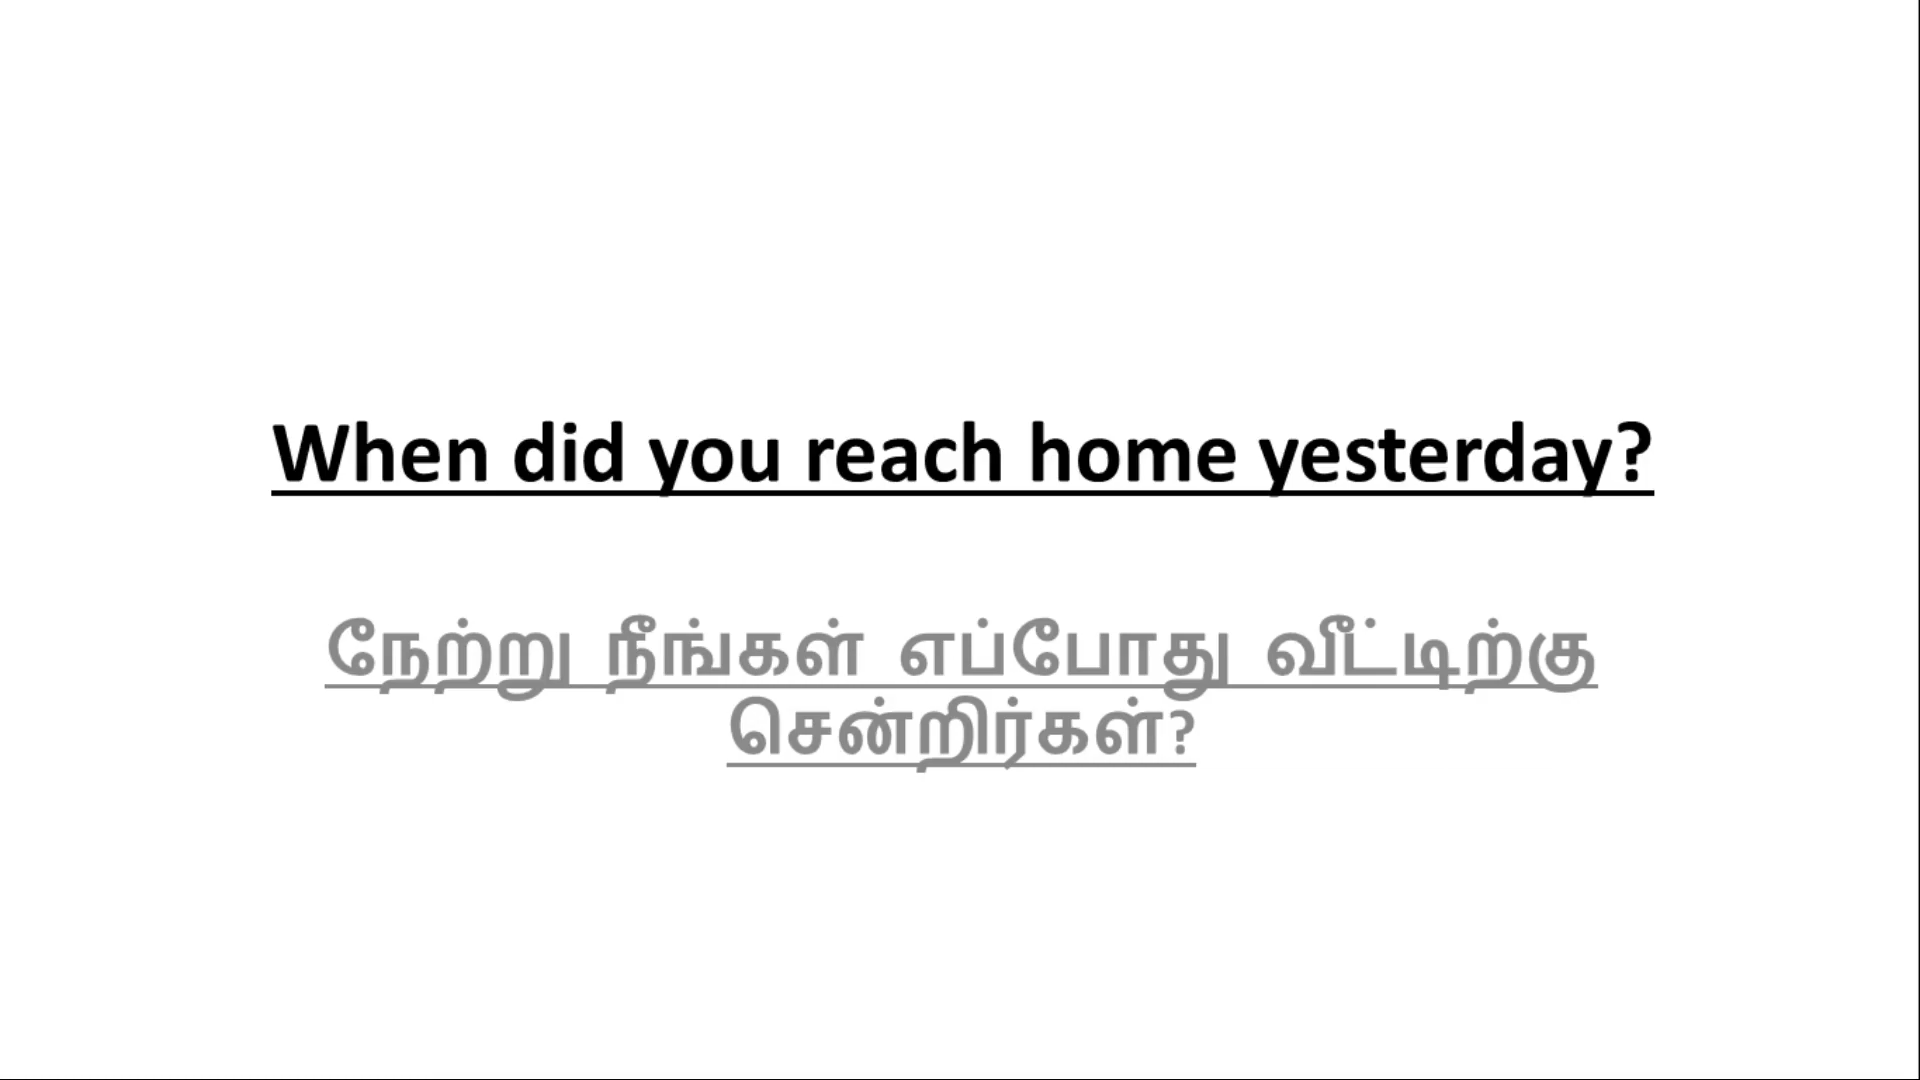 When did you reach home yesterday?
நேற்று நீங்கள் எப்போது வீட்டிற்கு
சென்றிர்கள்?